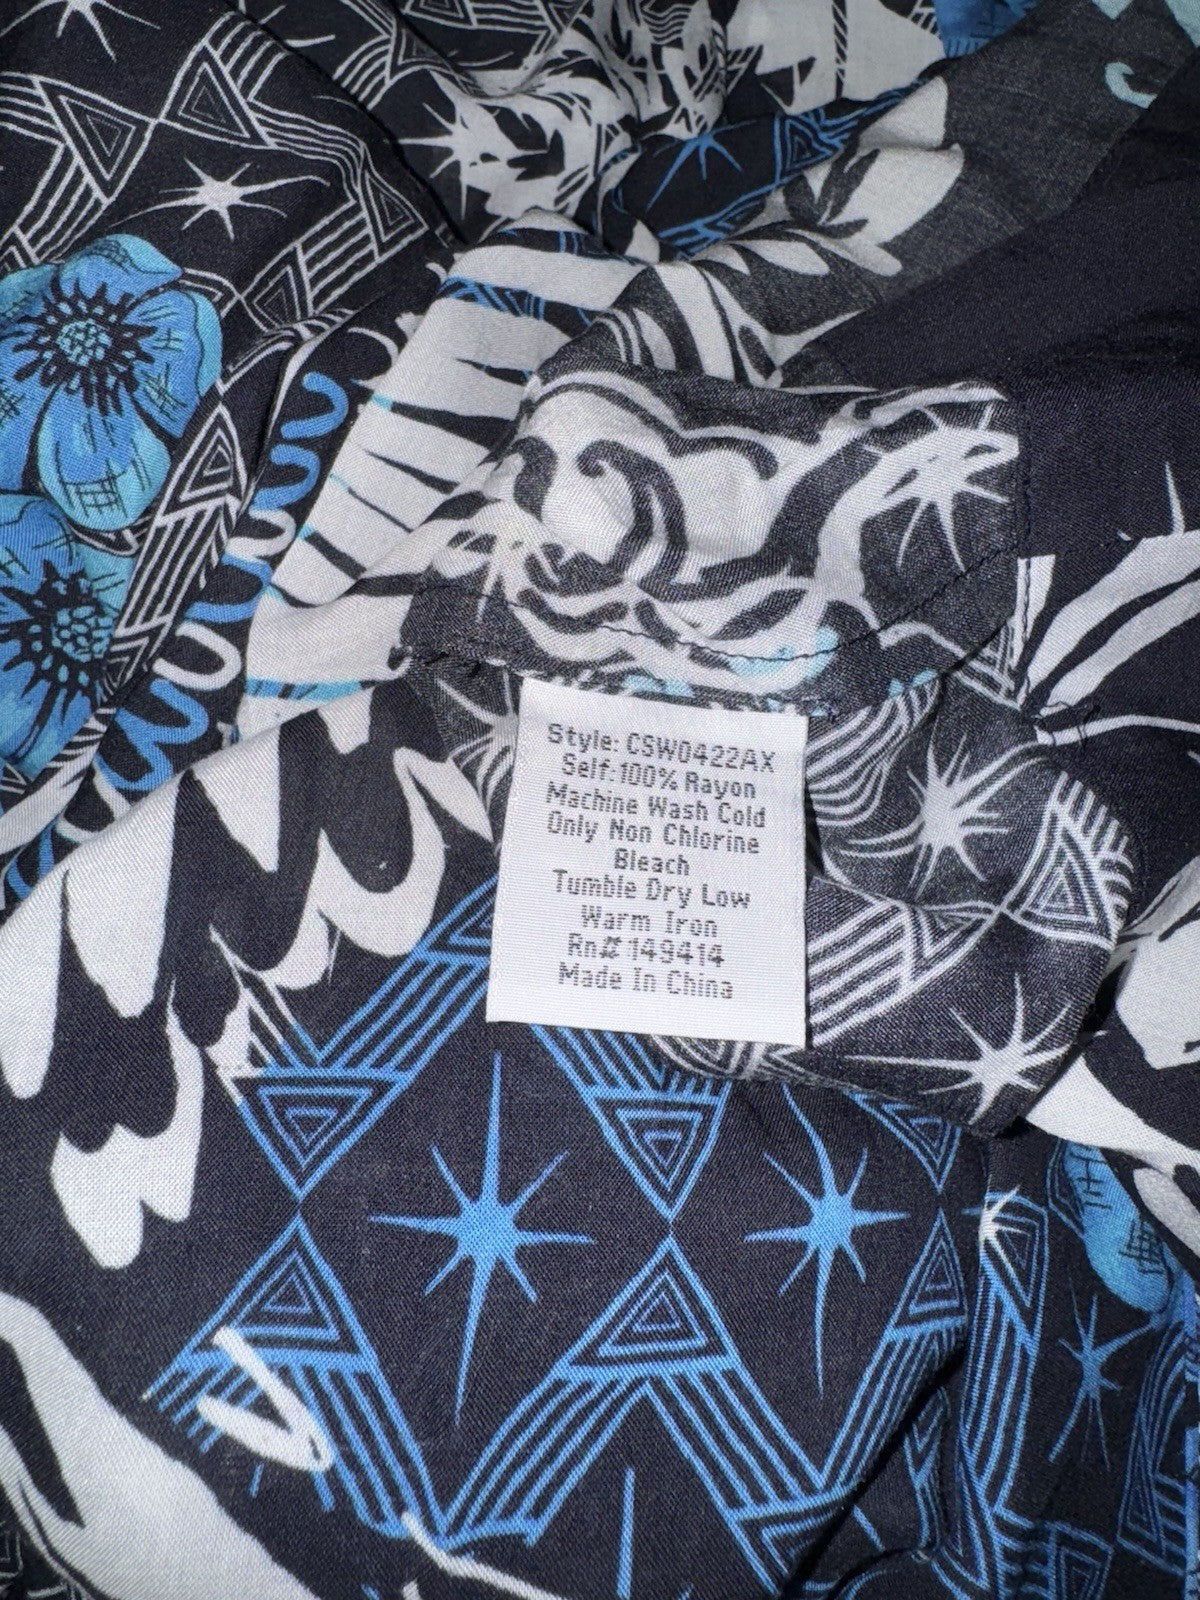 Style: CSW0422AX
Self:100% Rayon
Machine Wash Cold
Only Non Chlorine
Bleach
Tumble Dry Low
Warm Iron
Rn# 149414
Made In China